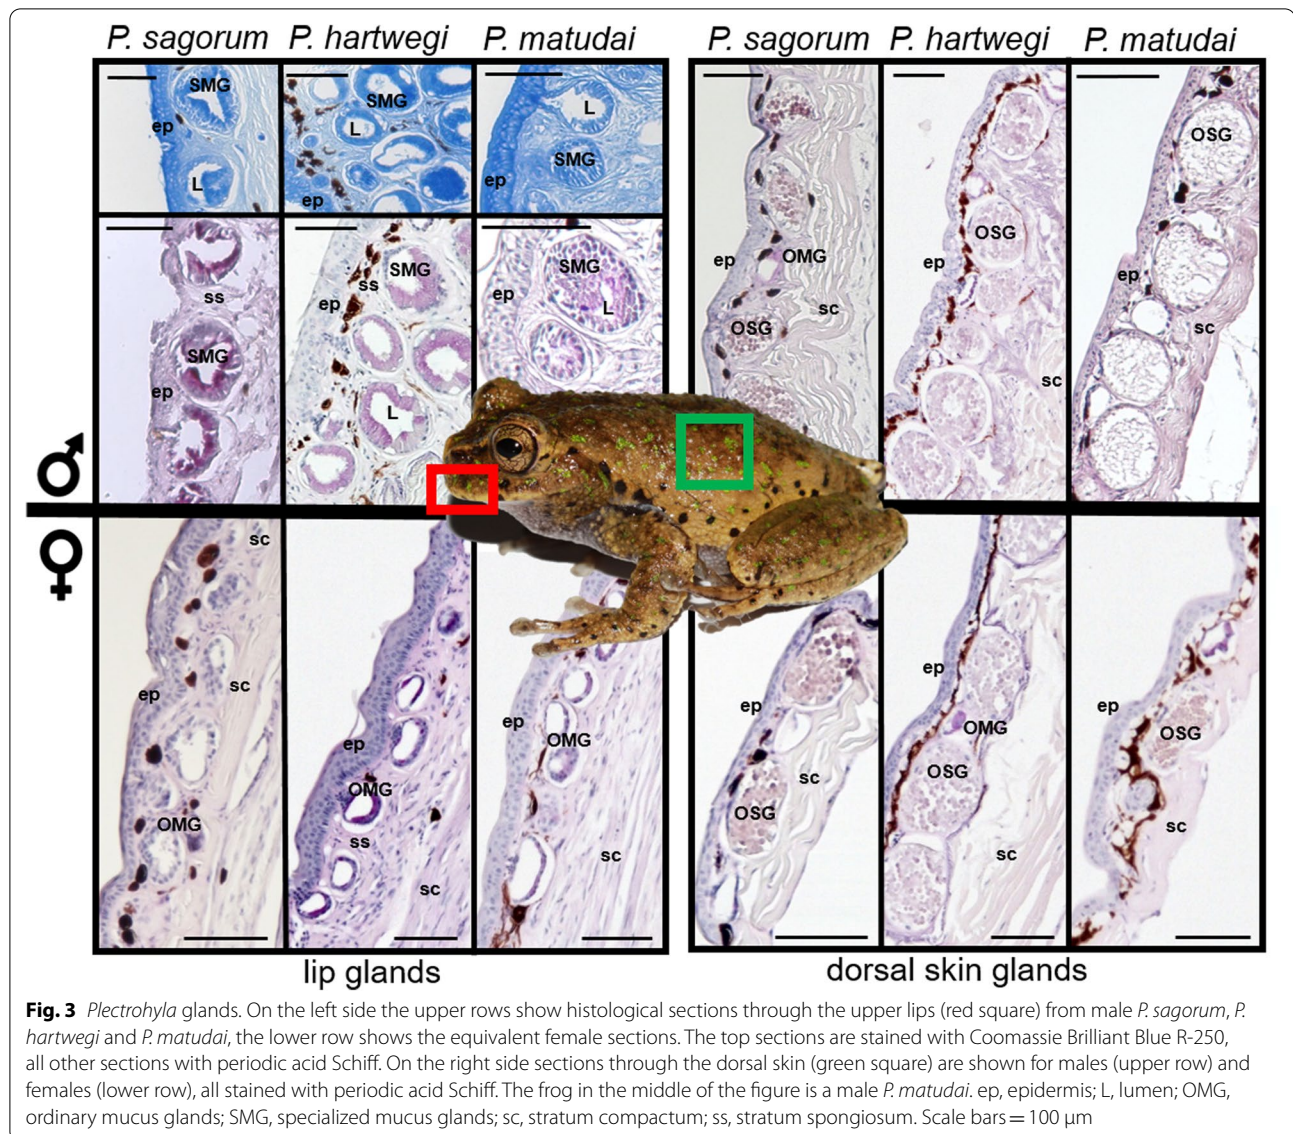 P. sagorum P. hartwegi P. matudai P. sagorum P. hartwegi P. matudai
SMG ep L
SMG L ep
L SMG ep
ep OMG OSG sc
OSG ep sc
OSG ep sc
ss SMG ep
SMG ss ep L
SMG ep L
♂
♀
sc ep sc OMG
ep OMG ss sc
ep OMG sc
ep sc OSG
ep OMG OSG sc
ep OSG sc
lip glands
dorsal skin glands
Fig. 3 Plectrohyla glands. On the left side the upper rows show histological sections through the upper lips (red square) from male P. sagorum, P.
hartwegi and P. matudai, the lower row shows the equivalent female sections. The top sections are stained with Coomassie Brilliant Blue R-250,
all other sections with periodic acid Schiff. On the right side sections through the dorsal skin (green square) are shown for males (upper row) and
females (lower row), all stained with periodic acid Schiff. The frog in the middle of the figure is a male P. matudai. ep, epidermis; L, lumen; OMG,
ordinary mucus glands; SMG, specialized mucus glands; sc, stratum compactum; ss, stratum spongiosum. Scale bars = 100 μm